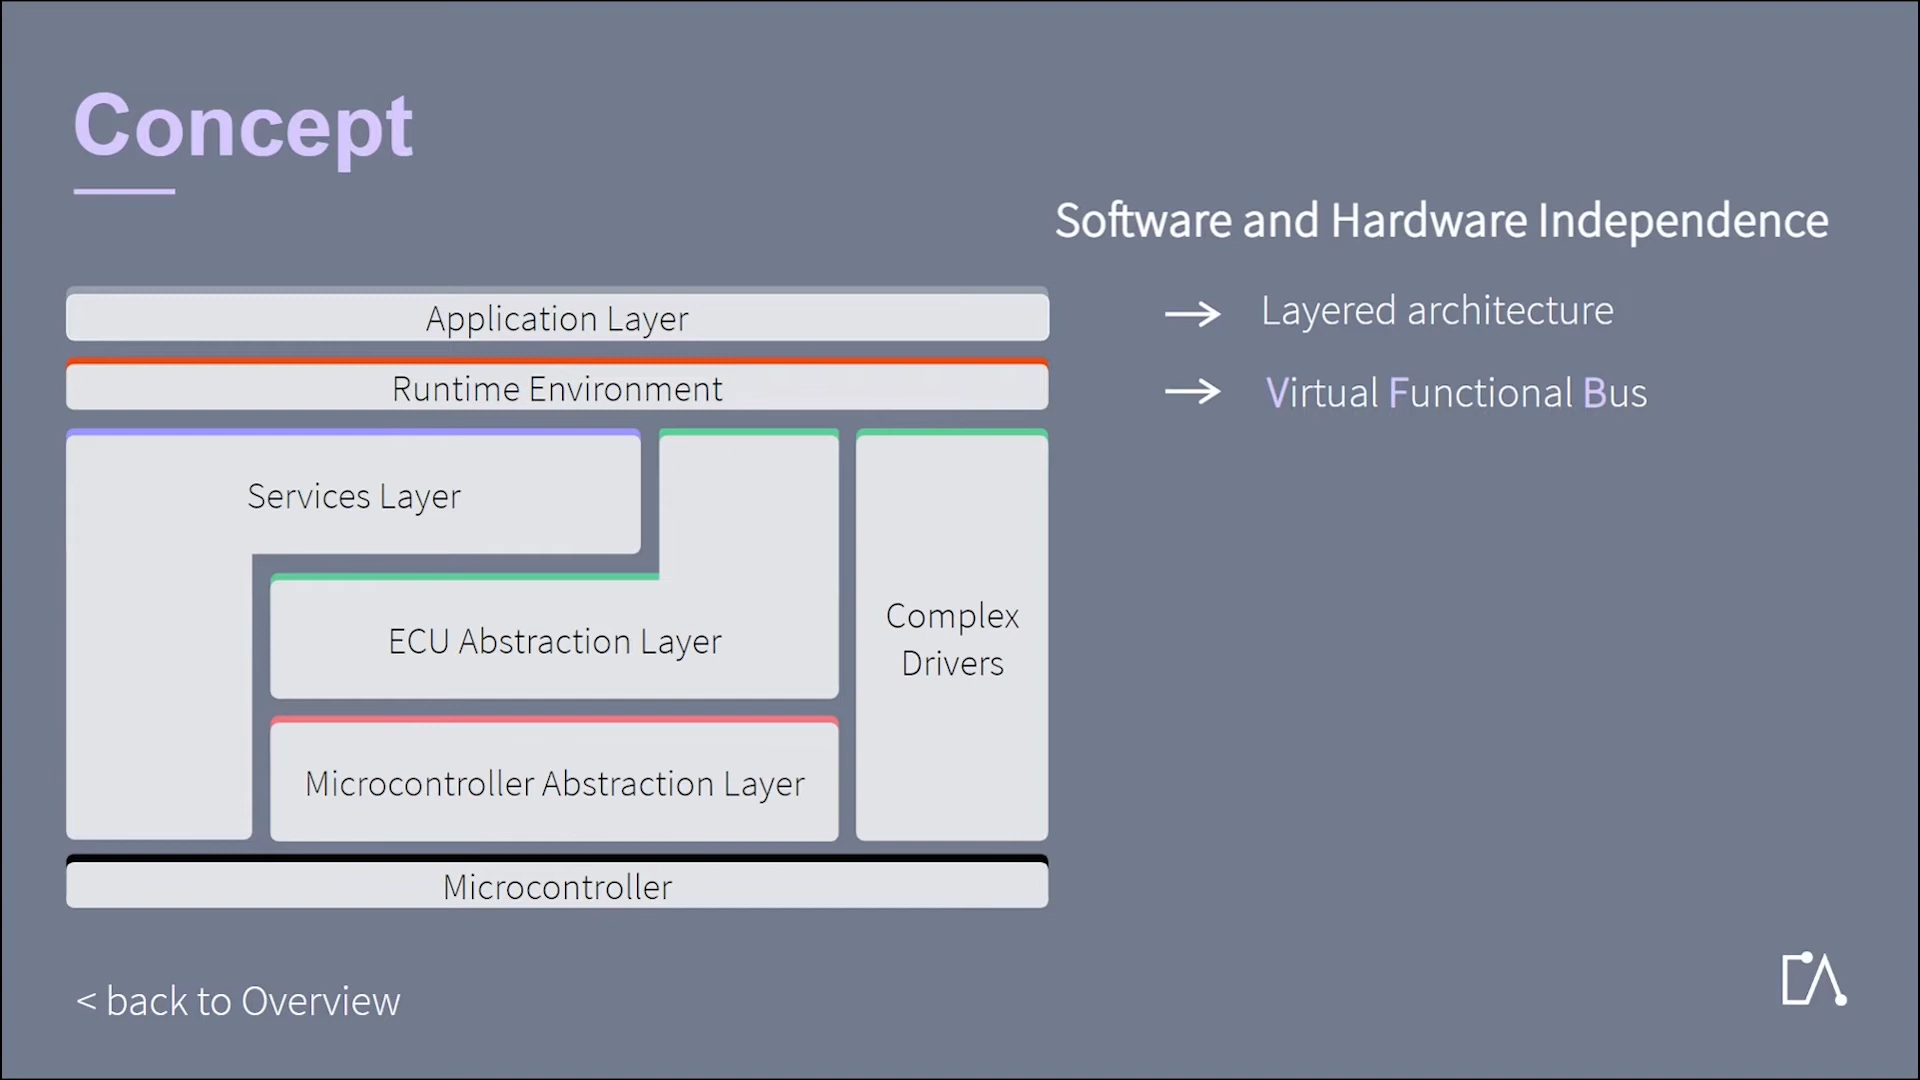 Concept
Software and Hardware Independence
→ Layered architecture
→ Virtual Functional Bus
Application Layer
Runtime Environment
Services Layer
ECU Abstraction Layer
Complex
Drivers
Microcontroller Abstraction Layer
Microcontroller
< back to Overview